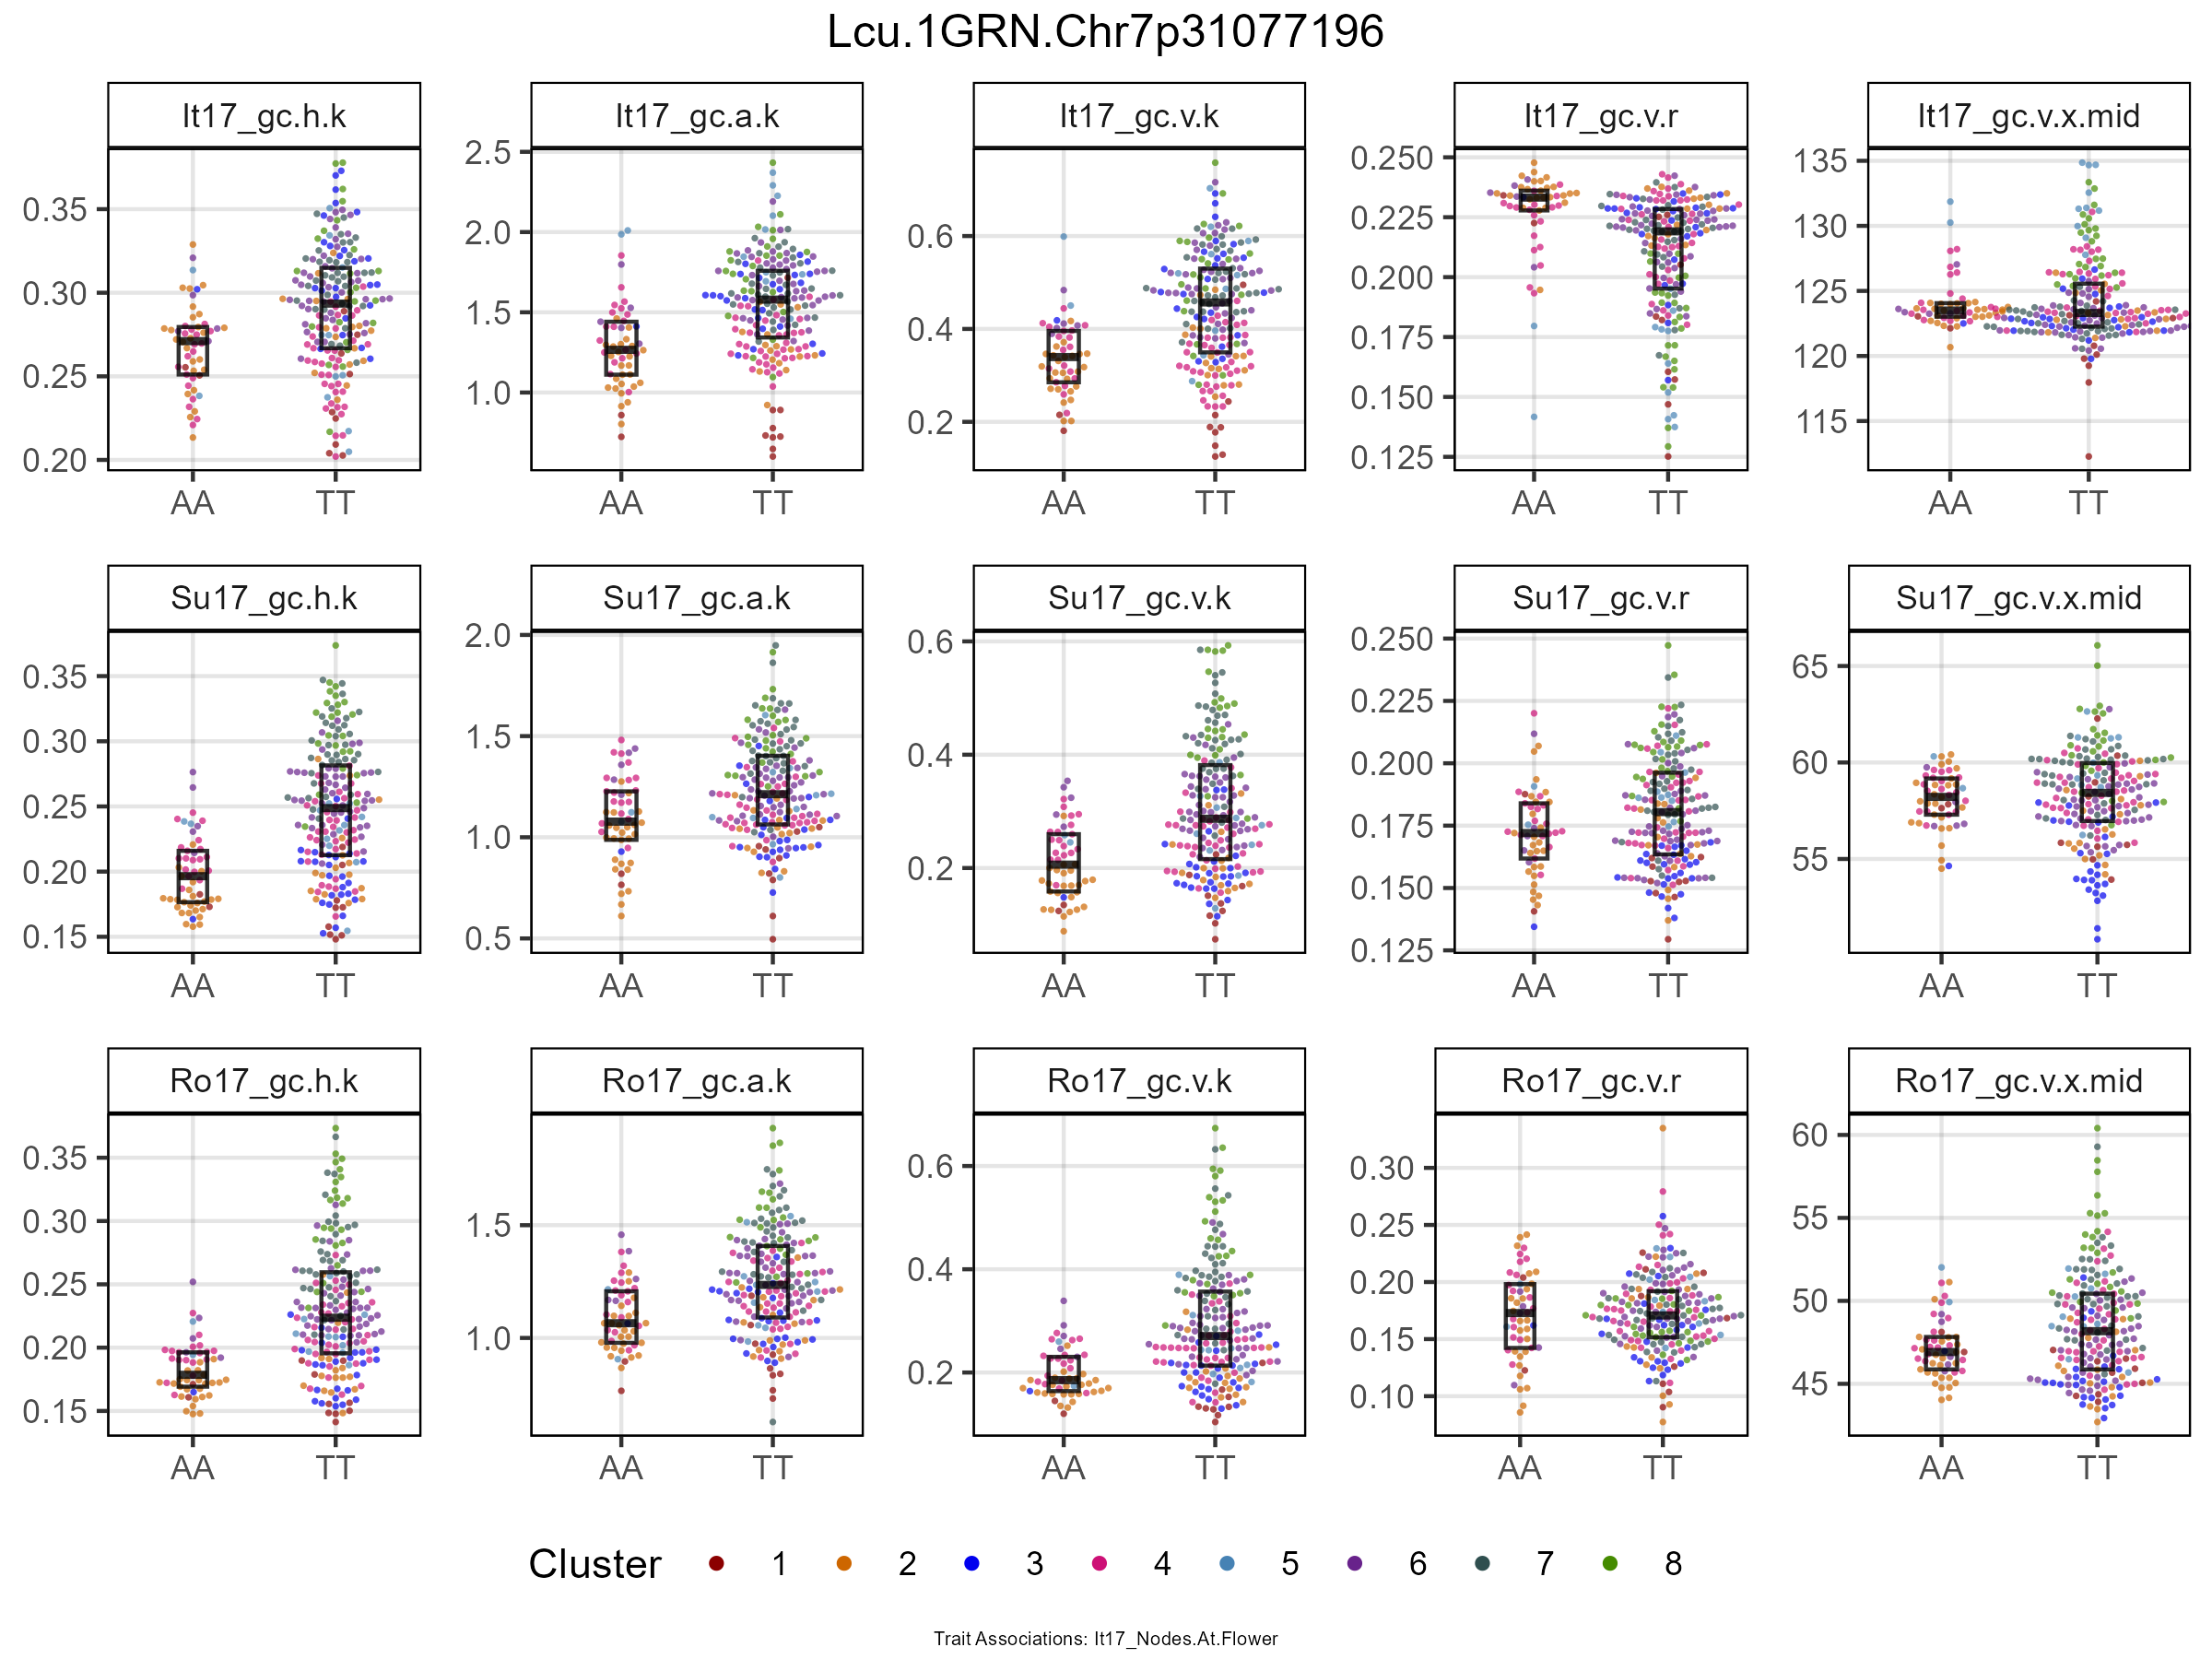 Lcu.1GRN.Chr7p31077196
It17_gc.h.k It17_gc.a.k It17_gc.v.k It17_gc.v.r It17_gc.v.x.mid
0.35 0.30 0.25 0.20
2.5 2.0 1.5 1.0
0.6 0.4 0.2
0.250 0.225 0.200 0.175 0.150 0.125
135 130 125 120 115
AA TT AA TT AA TT AA TT AA TT
Su17_gc.h.k Su17_gc.a.k Su17_gc.v.k Su17_gc.v.r Su17_gc.v.x.mid
0.35 0.30 0.25 0.20 0.15
2.0 1.5 1.0 0.5
0.6 0.4 0.2
0.250 0.225 0.200 0.175 0.150 0.125
65 60 55
AA TT AA TT AA TT AA TT AA TT
Ro17_gc.h.k Ro17_gc.a.k Ro17_gc.v.k Ro17_gc.v.r Ro17_gc.v.x.mid
0.35 0.30 0.25 0.20 0.15
1.5 1.0
0.6 0.4 0.2
0.30 0.25 0.20 0.15 0.10
60 55 50 45
AA TT AA TT AA TT AA TT AA TT
Cluster 1 2 3 4 5 6 7 8
Trait Associations: It17_Nodes.At.Flower